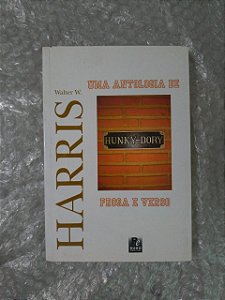 Walter W.
HARRIS
UMA ANTOLOGIA DE
HUNKY-DORY
PROSA E VERSO